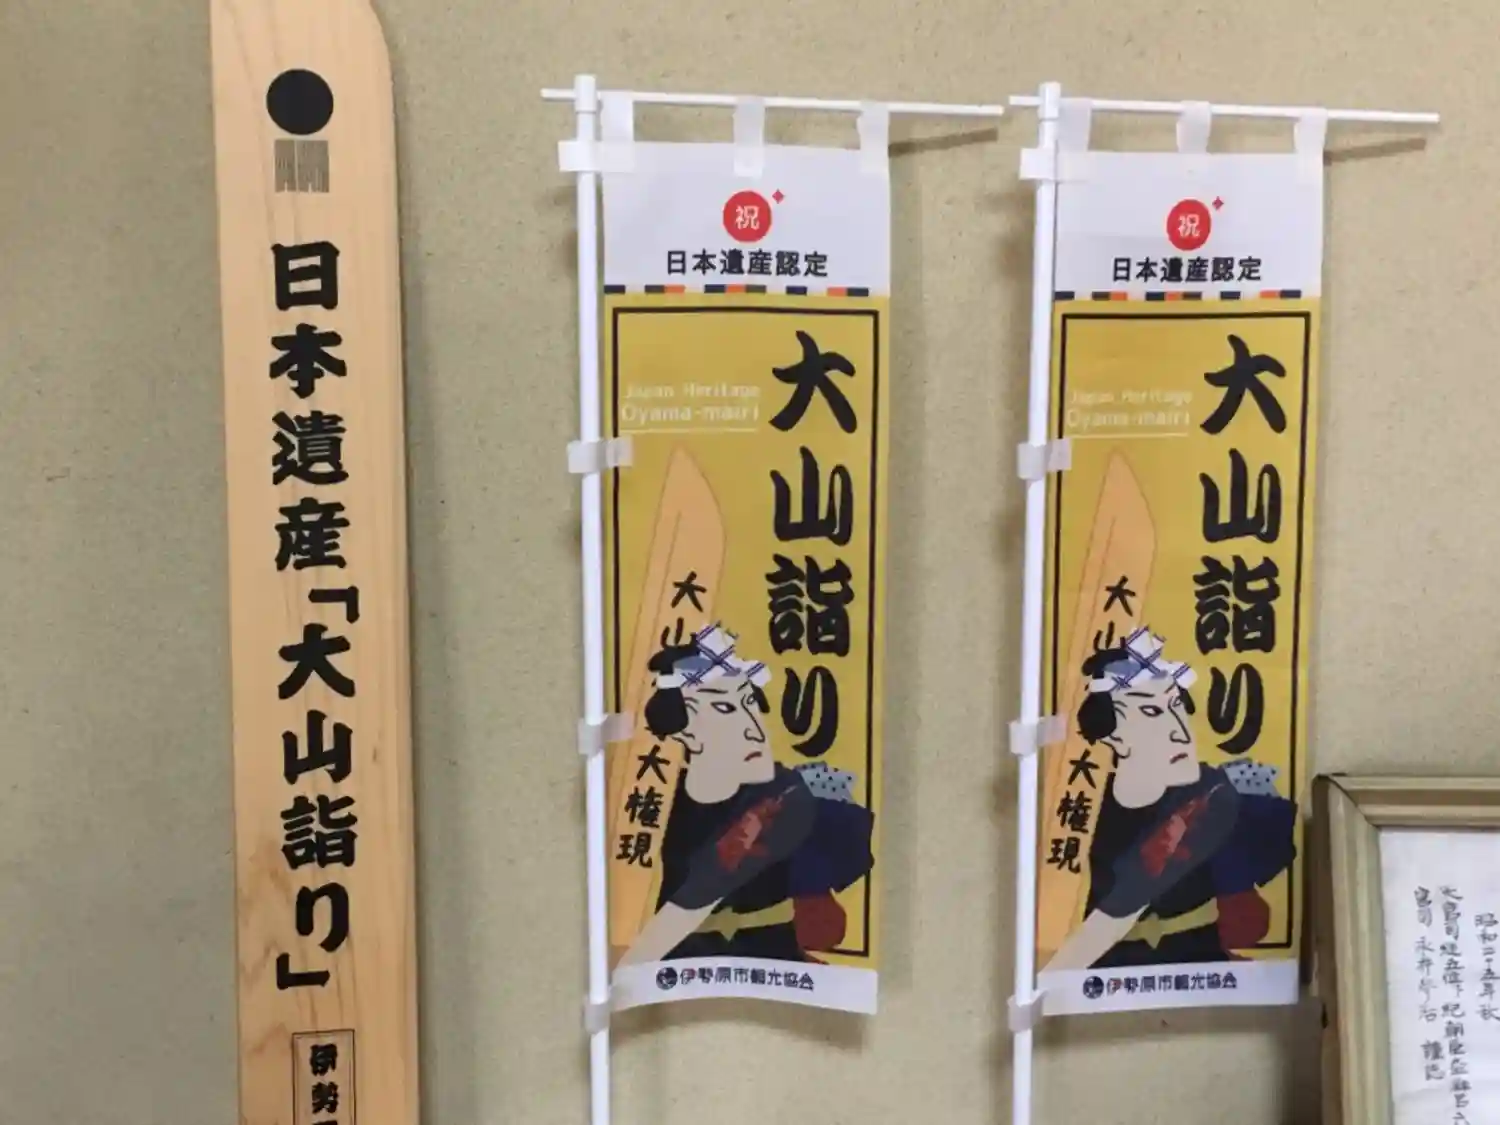 日本遺産「大山詣り」
伊勢
祝
日本遺産認定
大山詣り
Japan Heritage
Oyama-mairi
大山
大権現
伊勢原市観光協会
祝
日本遺産認定
大山詣り
Japan Heritage
Oyama-mairi
大山
大権現
伊勢原市観光協会